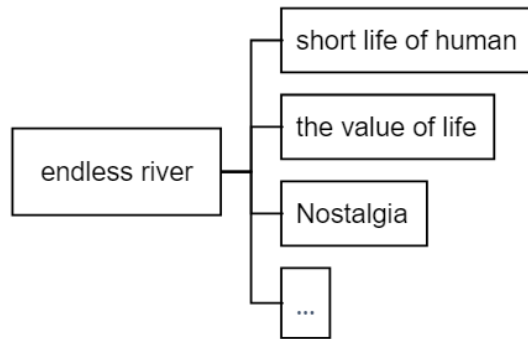 short life of human
the value of life
endless river
Nostalgia
...